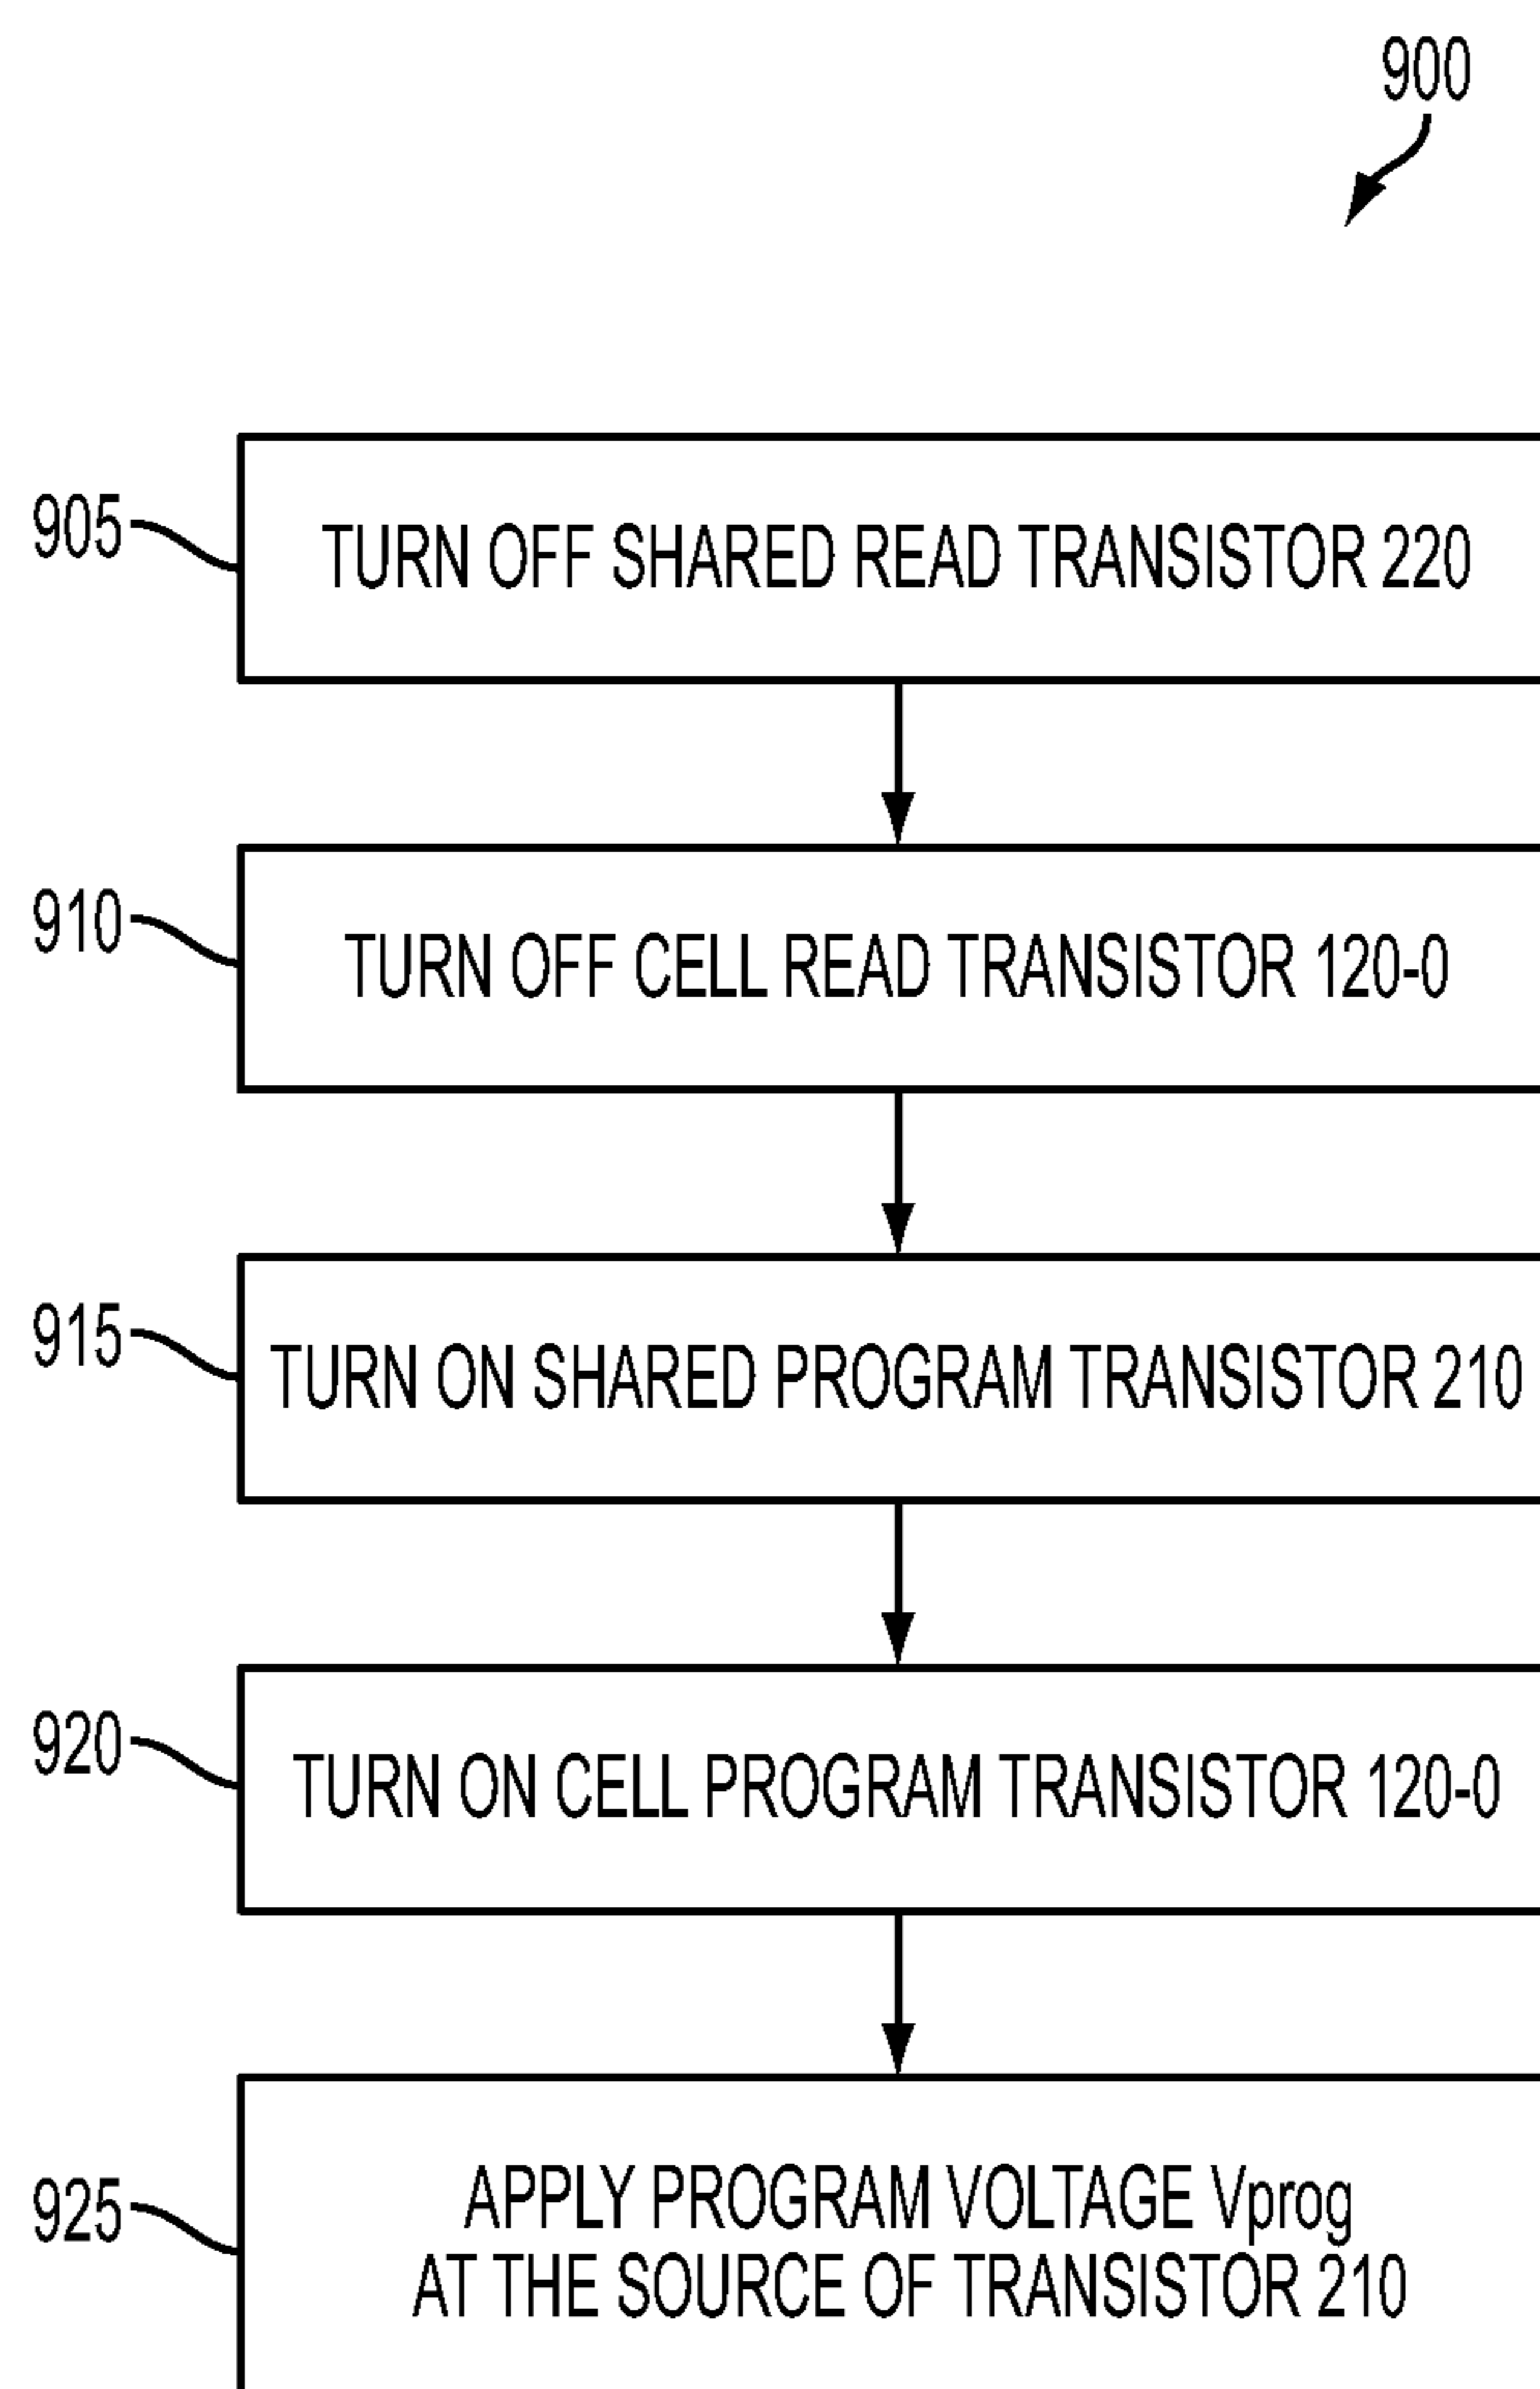 900
905
TURN OFF SHARED READ TRANSISTOR 220
910
TURN OFF CELL READ TRANSISTOR 120-0
915
TURN ON SHARED PROGRAM TRANSISTOR 210
920
TURN ON CELL PROGRAM TRANSISTOR 120-0
925
APPLY PROGRAM VOLTAGE Vprog
AT THE SOURCE OF TRANSISTOR 210